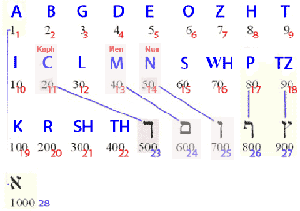 A B G D E O Z H T
1 1 2 2 3 3 4 4 5 5 6 6 7 7 8 8 9 9
Kaph Mem Nun
I C L M N S WH P TZ
10 10 20 11 30 12 40 13 50 14 60 15 70 16 80 17 90 18
K R SH TH ך ם ן ף ץ
100 19 200 20 300 21 400 22 500 23 600 24 700 25 800 26 900 27
א
1000 28